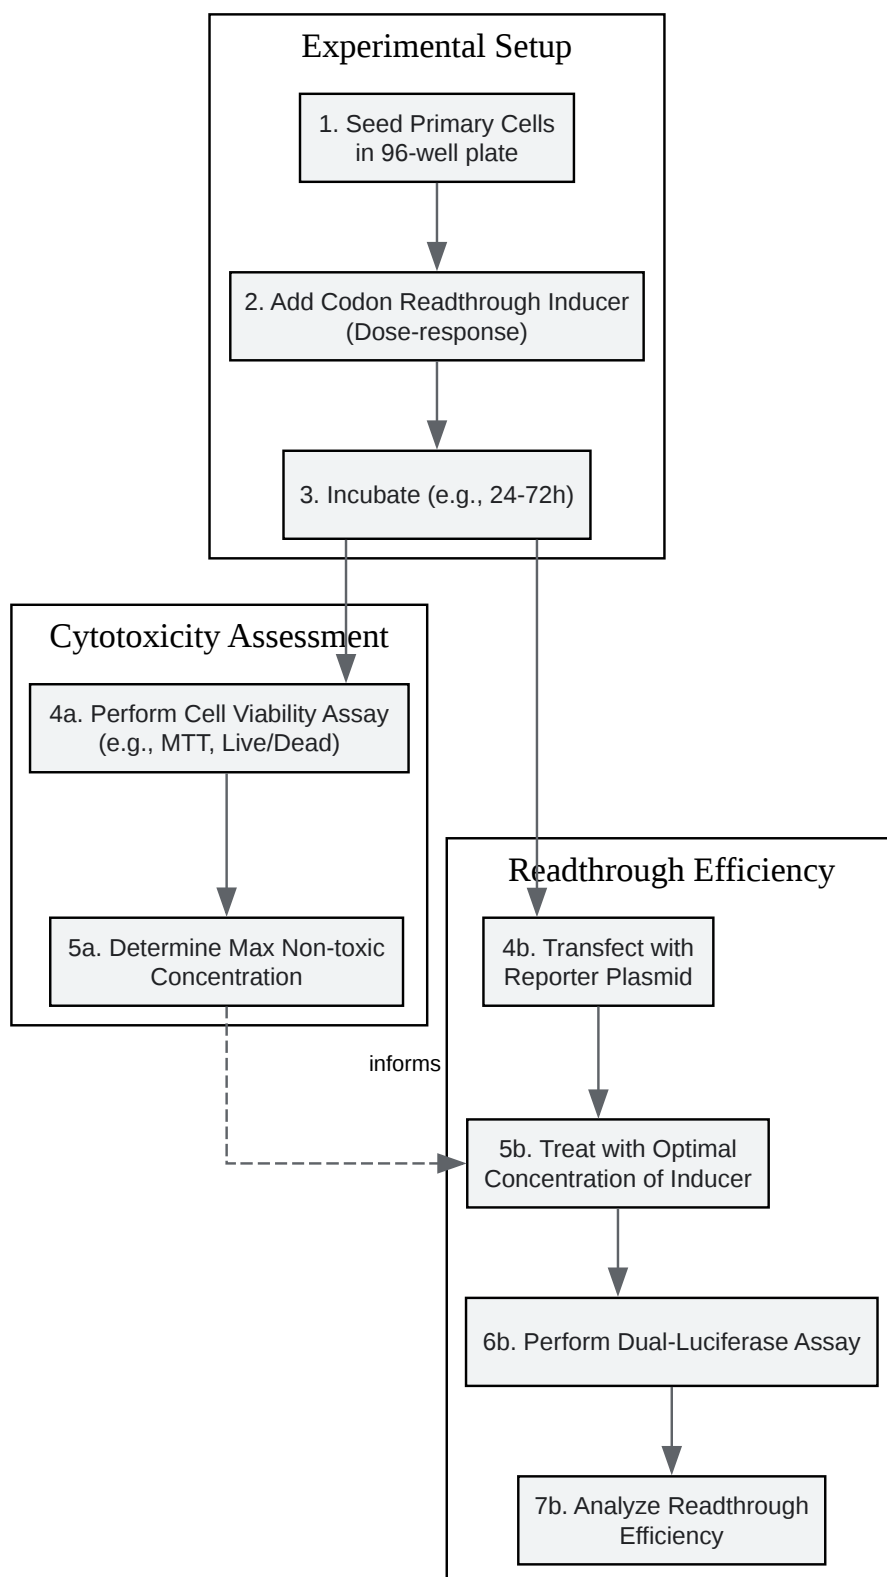 Experimental Setup
1. Seed Primary Cells
in 96-well plate
2. Add Codon Readthrough Inducer
(Dose-response)
3. Incubate (e.g., 24-72h)
Cytotoxicity Assessment
4a. Perform Cell Viability Assay
(e.g., MTT, Live/Dead)
5a. Determine Max Non-toxic
Concentration
informs
Readthrough Efficiency
4b. Transfect with
Reporter Plasmid
5b. Treat with Optimal
Concentration of Inducer
6b. Perform Dual-Luciferase Assay
7b. Analyze Readthrough
Efficiency